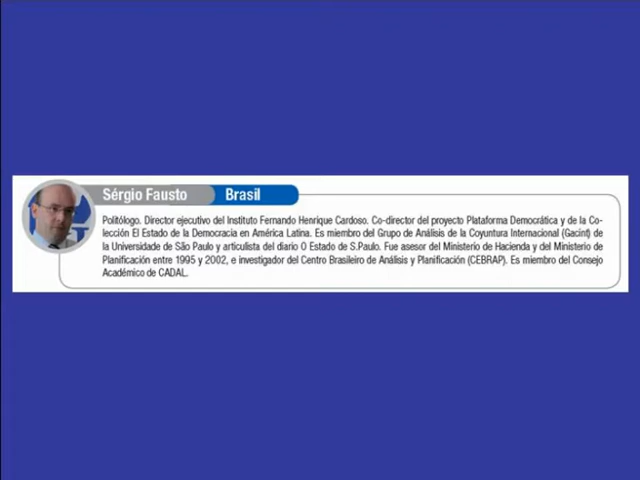 Sérgio Fausto Brasil
Politólogo. Director ejecutivo del Instituto Fernando Henrique Cardoso. Co-director del proyecto Plataforma Democrática y de la Co-
lección El Estado de la Democracia en América Latina. Es miembro del Grupo de Análisis de la Coyuntura Internacional (Gacint) de
la Universidade de São Paulo y articulista del diario O Estado de S.Paulo. Fue asesor del Ministerio de Hacienda y del Ministerio de
Planificación entre 1995 y 2002, e investigador del Centro Brasileiro de Análisis y Planificación (CEBRAP). Es miembro del Consejo
Académico de CADAL.